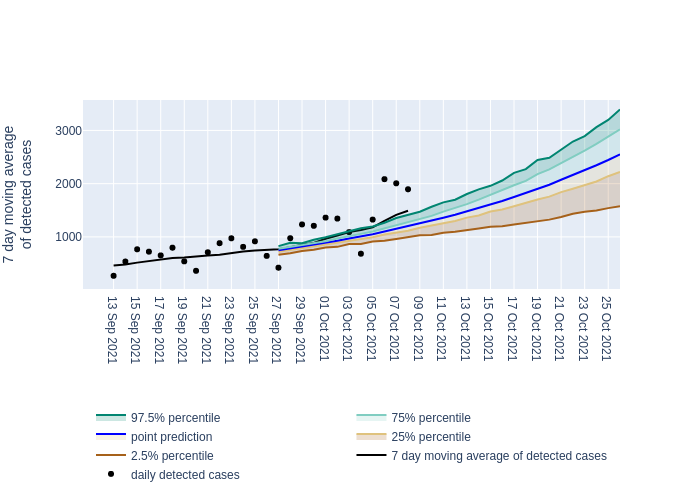 7 day moving average
of detected cases
3000
2000
1000
13 Sep 2021
15 Sep 2021
17 Sep 2021
19 Sep 2021
21 Sep 2021
23 Sep 2021
25 Sep 2021
27 Sep 2021
29 Sep 2021
01 Oct 2021
03 Oct 2021
05 Oct 2021
07 Oct 2021
09 Oct 2021
11 Oct 2021
13 Oct 2021
15 Oct 2021
17 Oct 2021
19 Oct 2021
21 Oct 2021
23 Oct 2021
25 Oct 2021
97.5% percentile
75% percentile
point prediction
25% percentile
2.5% percentile
7 day moving average of detected cases
daily detected cases